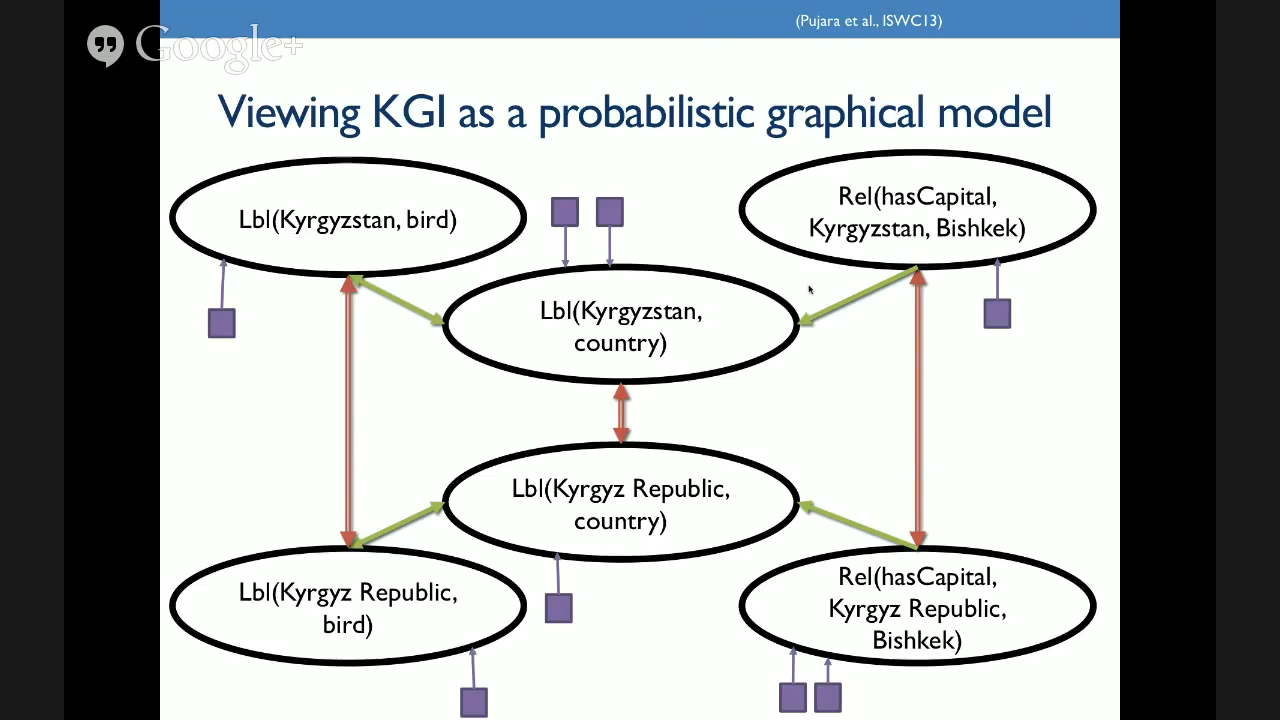 (Pujara et al., ISWC13)
Google+
Viewing KGI as a probabilistic graphical model
Lbl(Kyrgyzstan, bird)
Rel(hasCapital,
Kyrgyzstan, Bishkek)
Lbl(Kyrgyzstan,
country)
Lbl(Kyrgyz Republic,
country)
Lbl(Kyrgyz Republic,
bird)
Rel(hasCapital,
Kyrgyz Republic,
Bishkek)